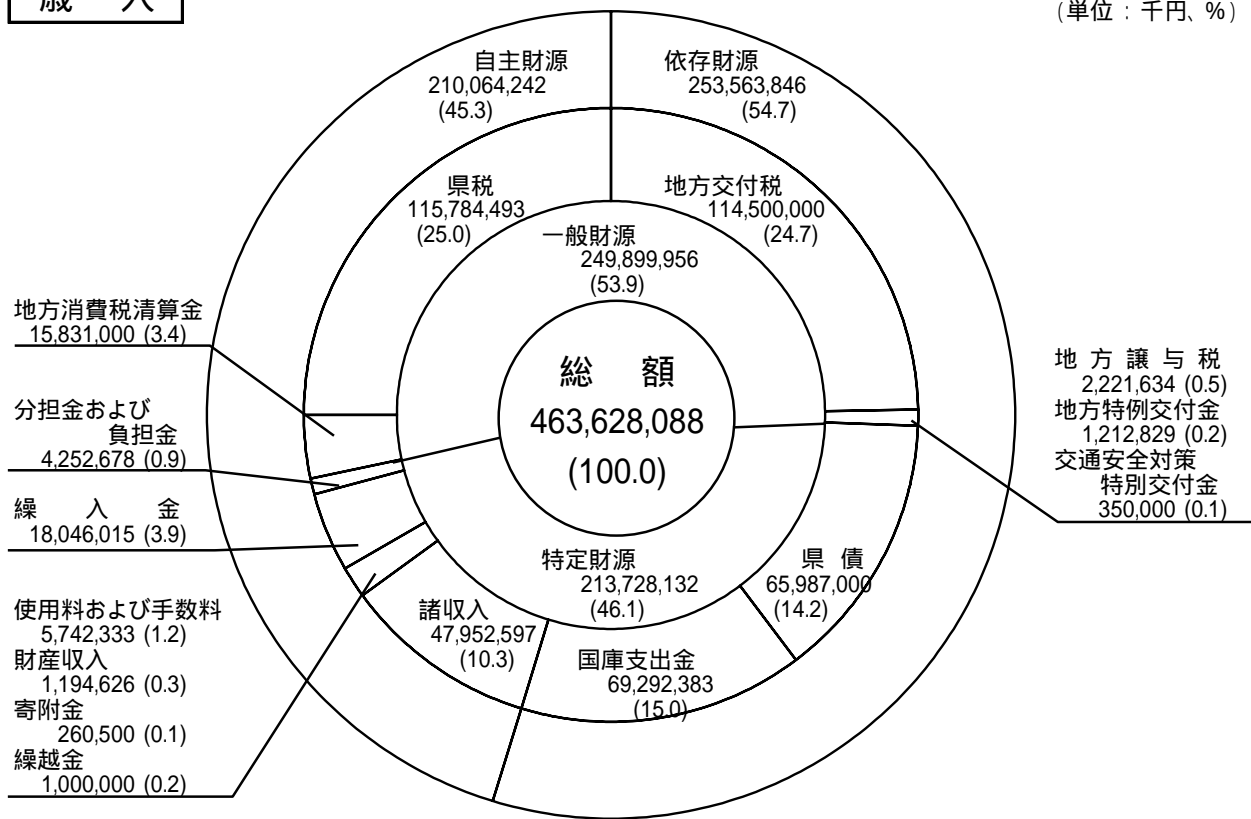 歳 入
(単位：千円、%)
自主財源
210,064,242
(45.3)
依存財源
253,563,846
(54.7)
県税
115,784,493
(25.0)
地方交付税
114,500,000
(24.7)
一般財源
249,899,956
(53.9)
地方消費税清算金
15,831,000 (3.4)
分担金および
負担金
4,252,678 (0.9)
繰 入 金
18,046,015 (3.9)
使用料および手数料
5,742,333 (1.2)
財産収入
1,194,626 (0.3)
寄附金
260,500 (0.1)
繰越金
1,000,000 (0.2)
総 額
463,628,088
(100.0)
地 方 譲 与 税
2,221,634 (0.5)
地方特例交付金
1,212,829 (0.2)
交通安全対策
特別交付金
350,000 (0.1)
特定財源
213,728,132
(46.1)
県 債
65,987,000
(14.2)
諸収入
47,952,597
(10.3)
国庫支出金
69,292,383
(15.0)